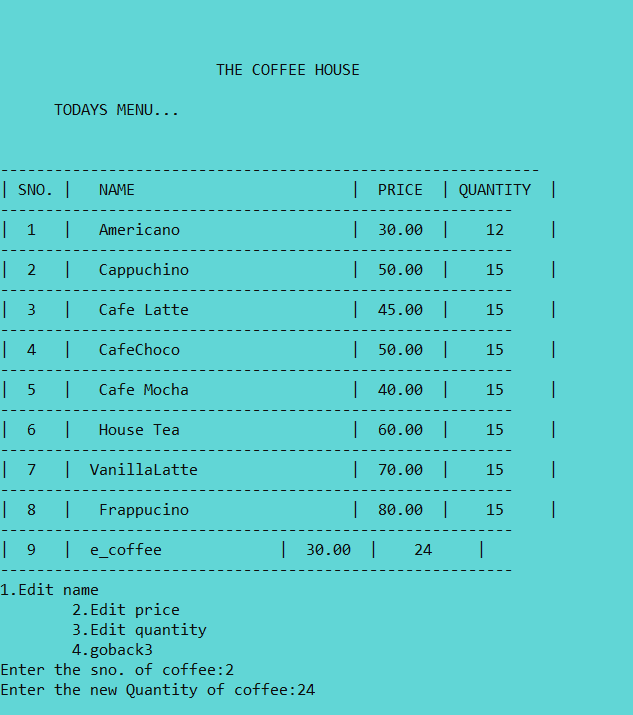 THE COFFEE HOUSE
TODAYS MENU...
------------------------------------------------------------
| SNO. |   NAME                        |  PRICE  | QUANTITY  |
---------------------------------------------------------
|  1   |   Americano                   |  30.00  |    12     |
---------------------------------------------------------
|  2   |   Cappuchino                  |  50.00  |    15     |
---------------------------------------------------------
|  3   |   Cafe Latte                  |  45.00  |    15     |
---------------------------------------------------------
|  4   |   CafeChoco                   |  50.00  |    15     |
---------------------------------------------------------
|  5   |   Cafe Mocha                  |  40.00  |    15     |
---------------------------------------------------------
|  6   |   House Tea                   |  60.00  |    15     |
---------------------------------------------------------
|  7   |  VanillaLatte                 |  70.00  |    15     |
---------------------------------------------------------
|  8   |   Frappucino                  |  80.00  |    15     |
---------------------------------------------------------
|  9   |  e_coffee             |  30.00  |    24     |
---------------------------------------------------------
1.Edit name
2.Edit price
3.Edit quantity
4.goback3
Enter the sno. of coffee:2
Enter the new Quantity of coffee:24